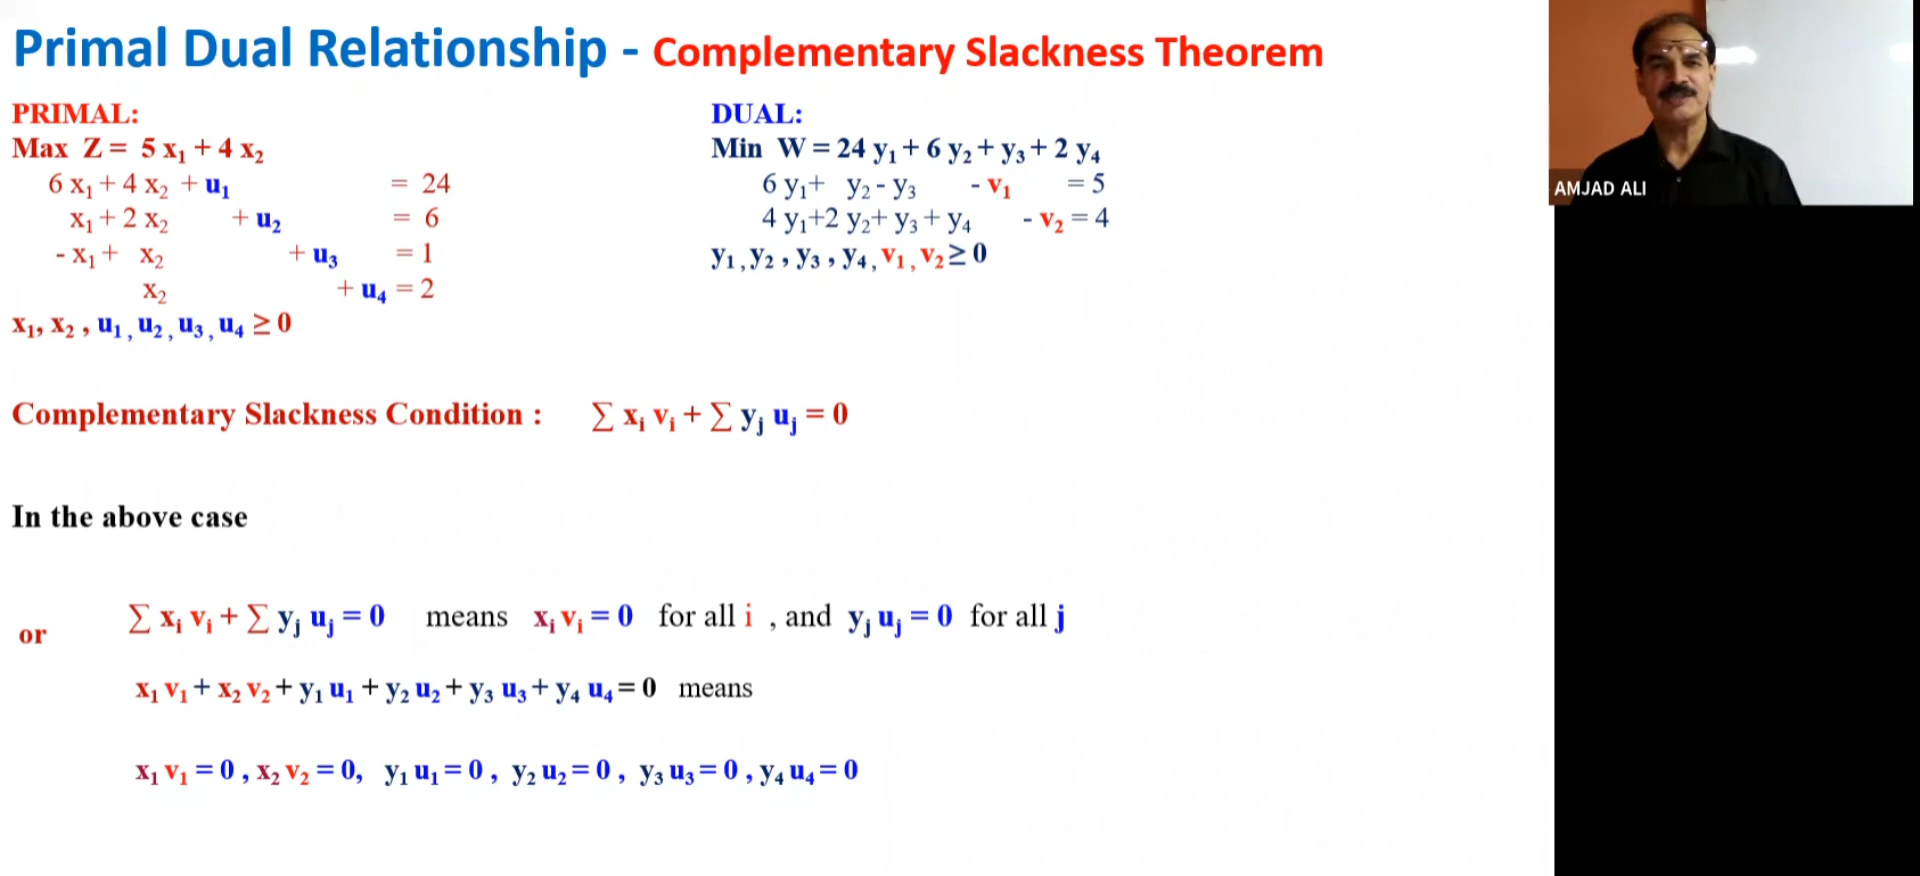 Primal Dual Relationship - Complementary Slackness Theorem
PRIMAL:
Max Z = 5 x₁ + 4 x₂
6 x₁ + 4 x₂ + u₁ = 24
x₁ + 2 x₂ + u₂ = 6
- x₁ + x₂ + u₃ = 1
x₂ + u₄ = 2
x₁, x₂ , u₁ , u₂ , u₃ , u₄ ≥ 0
DUAL:
Min W = 24 y₁ + 6 y₂ + y₃ + 2 y₄
6 y₁ + y₂ - y₃ - v₁ = 5
4 y₁ +2 y₂ + y₃ + y₄ - v₂ = 4
y₁ , y₂ , y₃ , y₄ , v₁ , v₂ ≥ 0
AMJAD ALI
Complementary Slackness Condition : ∑ xᵢ vᵢ + ∑ yⱼ uⱼ = 0
In the above case
∑ xᵢ vᵢ + ∑ yⱼ uⱼ = 0 means xᵢ vᵢ = 0 for all i , and yⱼ uⱼ = 0 for all j
or
x₁ v₁ + x₂ v₂ + y₁ u₁ + y₂ u₂ + y₃ u₃ + y₄ u₄ = 0 means
x₁ v₁ = 0 , x₂ v₂ = 0, y₁ u₁ = 0 , y₂ u₂ = 0 , y₃ u₃ = 0 , y₄ u₄ = 0